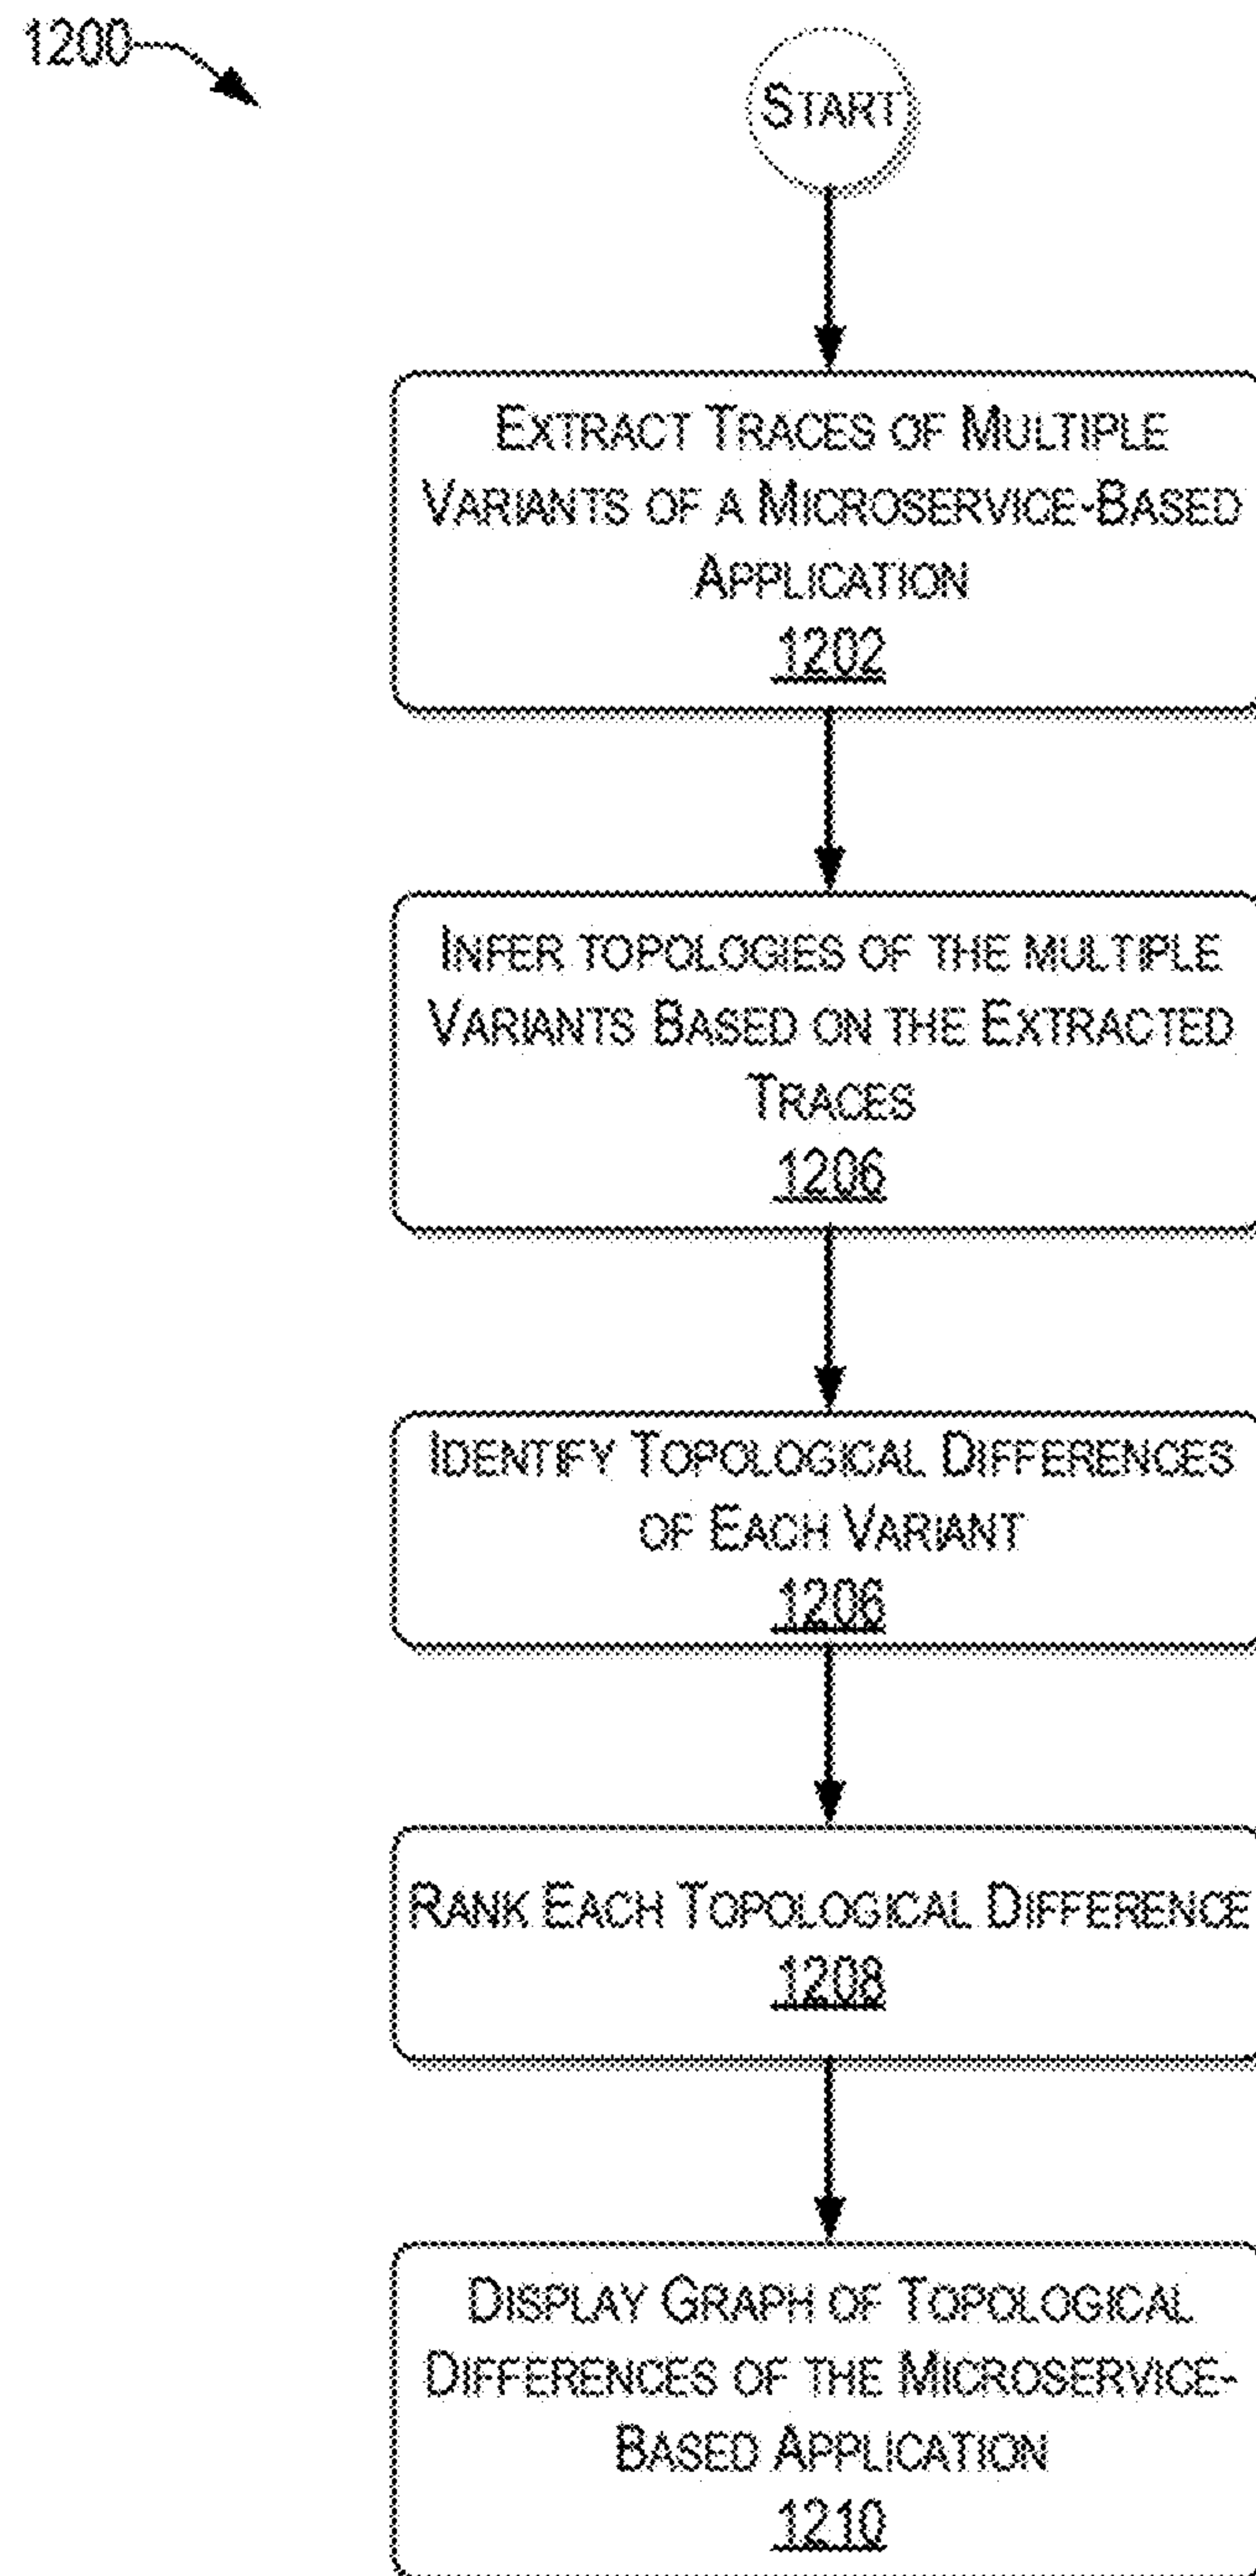 1200
START
EXTRACT TRACES OF MULTIPLE
VARIANTS OF A MICROSERVICE-BASED
APPLICATION
1202
INFER TOPOLOGIES OF THE MULTIPLE
VARIANTS BASED ON THE EXTRACTED
TRACES
1206
IDENTIFY TOPOLOGICAL DIFFERENCES
OF EACH VARIANT
1206
RANK EACH TOPOLOGICAL DIFFERENCE
1208
DISPLAY GRAPH OF TOPOLOGICAL
DIFFERENCES OF THE MICROSERVICE-
BASED APPLICATION
1210